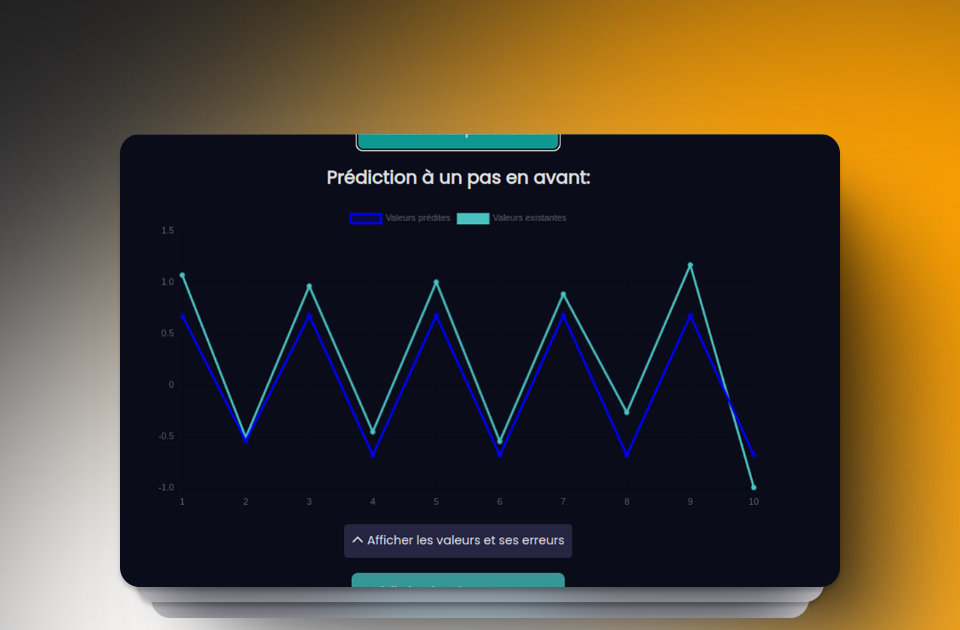 Prédiction à un pas en avant:
Valeurs prédites Valeurs existantes
1.5
1.0
0.5
0
-0.5
-1.0
1 2 3 4 5 6 7 8 9 10
Afficher les valeurs et ses erreurs